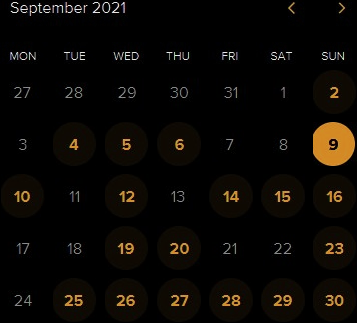 September 2021
MON TUE WED THU FRI SAT SUN
27 28 29 30 31 1 2
3 4 5 6 7 8 9
10 11 12 13 14 15 16
17 18 19 20 21 22 23
24 25 26 27 28 29 30